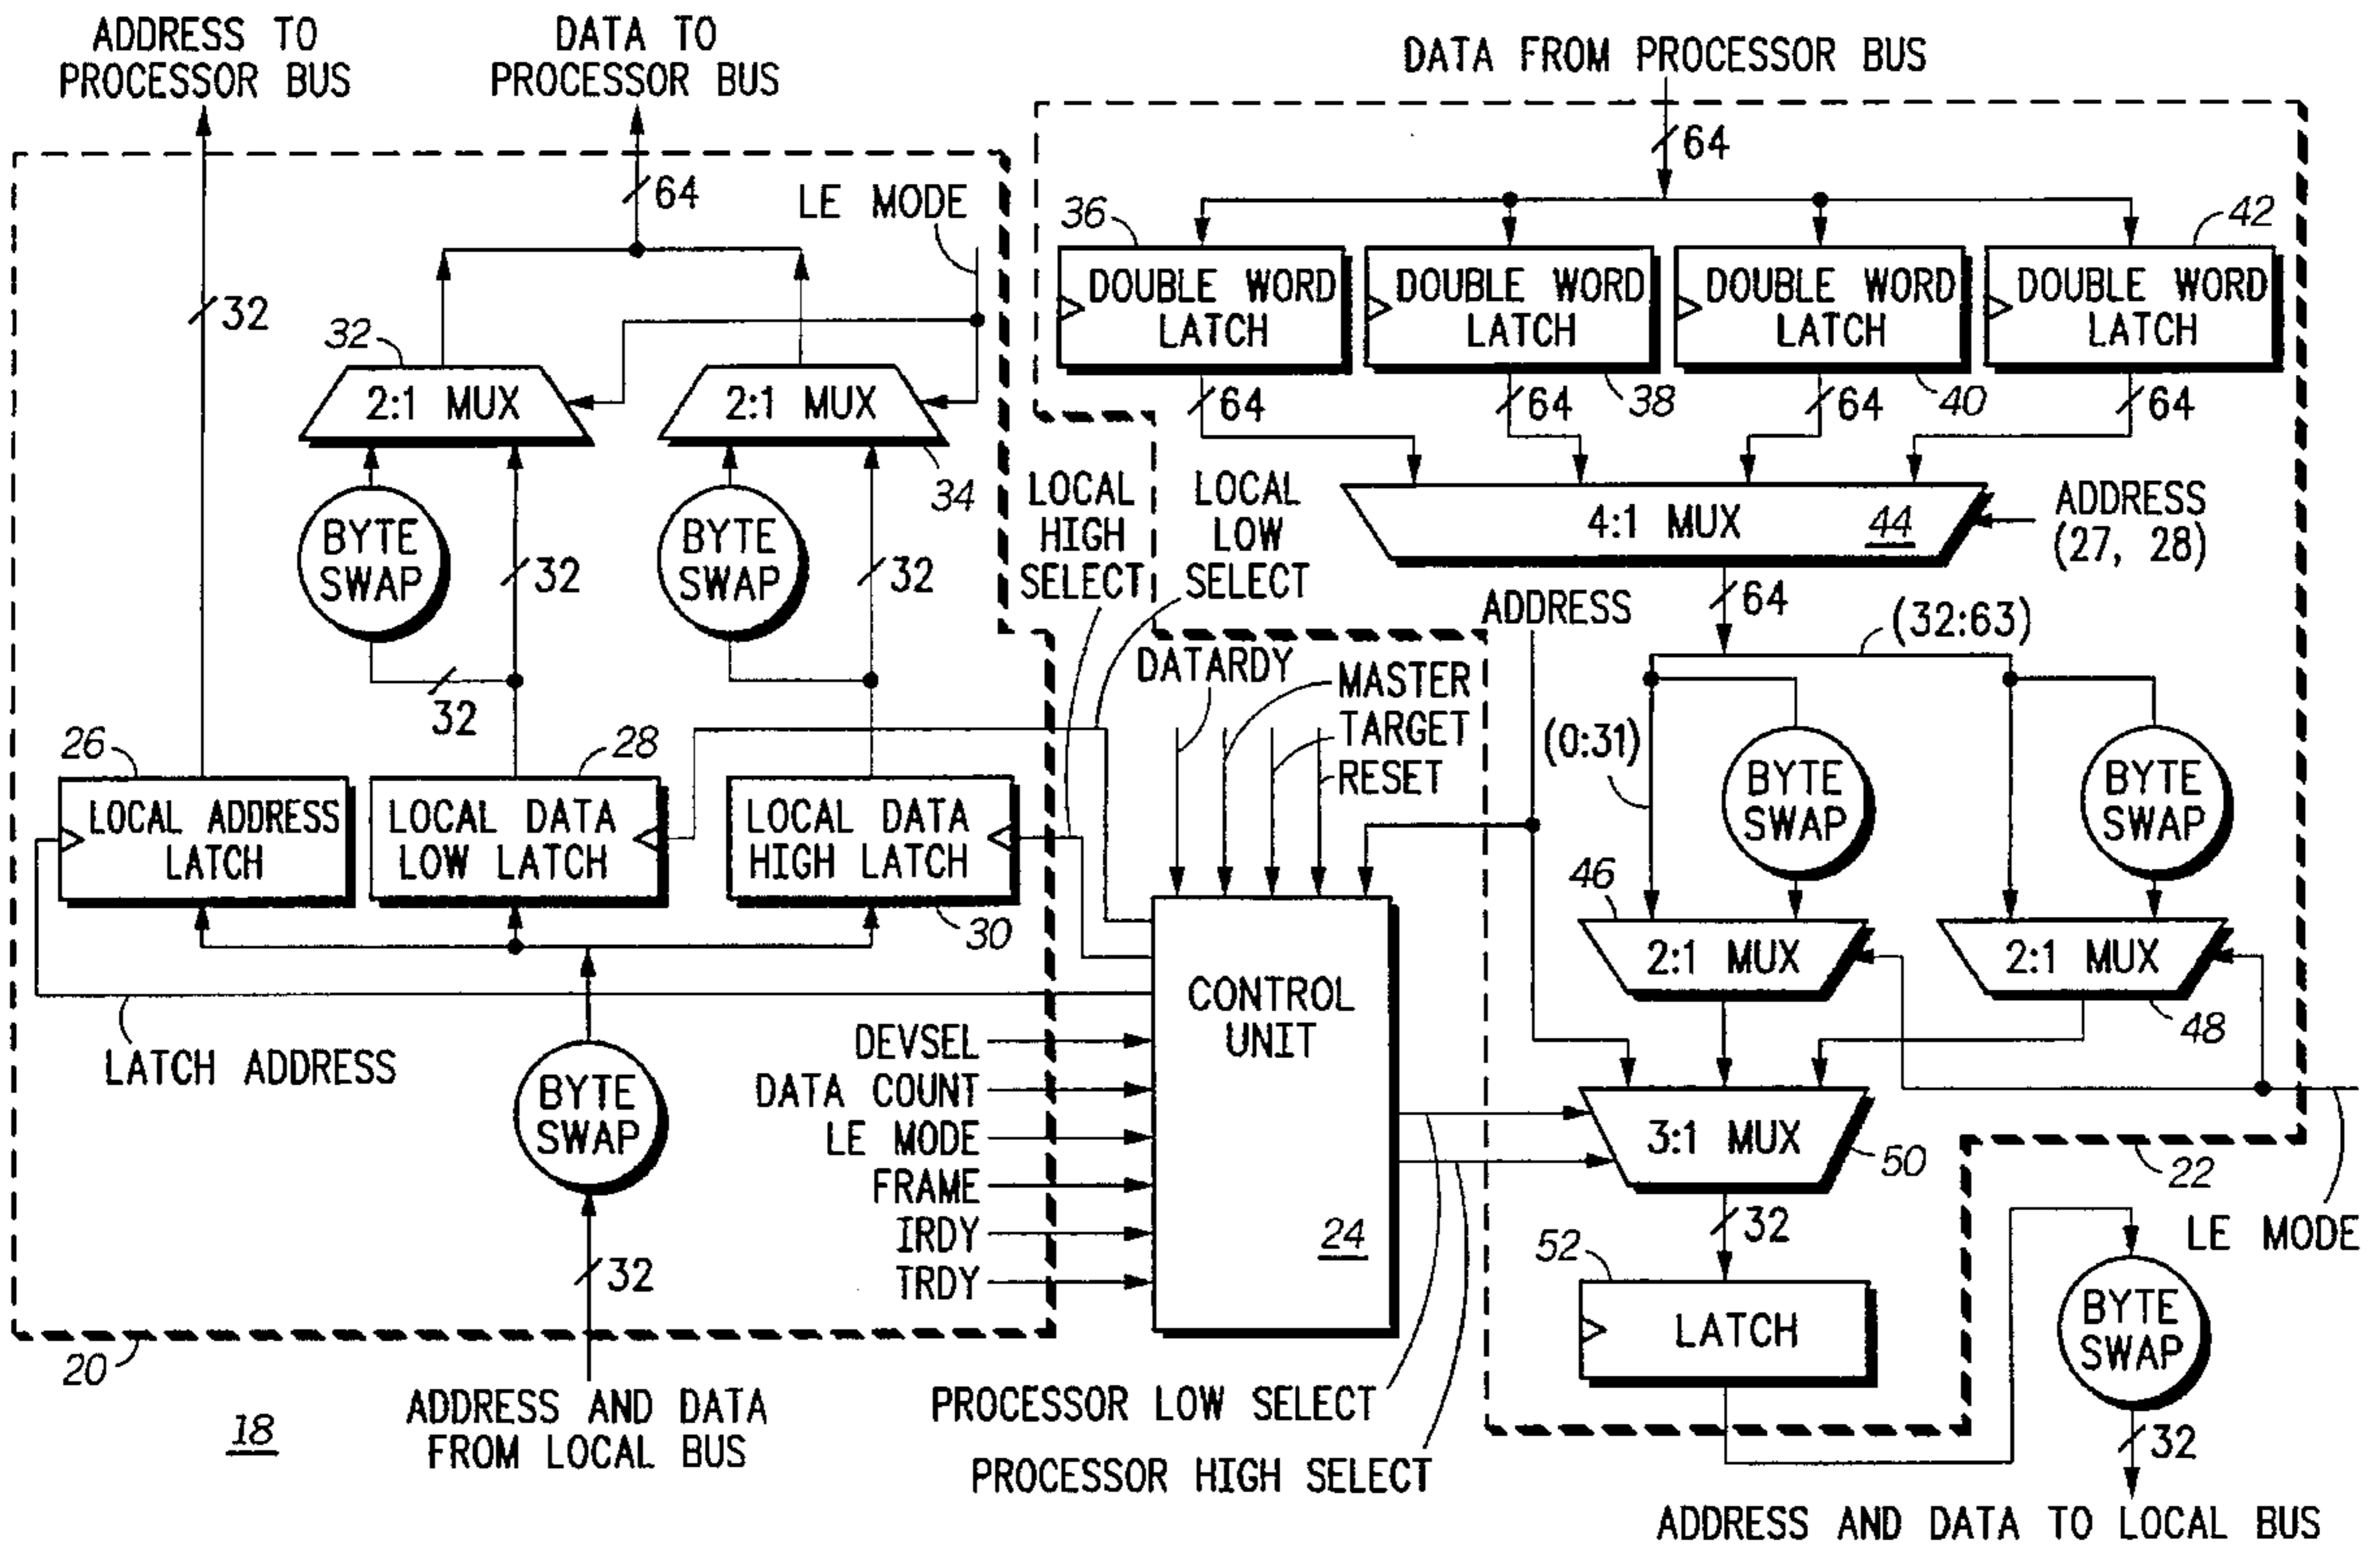 ADDRESS TO
PROCESSOR BUS
DATA TO
PROCESSOR BUS
DATA FROM PROCESSOR BUS
64
64
LE MODE
32
32
2:1 MUX
2:1 MUX
34
BYTE
SWAP
BYTE
SWAP
32
32
32
26
28
LOCAL ADDRESS
LATCH
LOCAL DATA
LOW LATCH
LOCAL DATA
HIGH LATCH
30
LATCH ADDRESS
BYTE
SWAP
32
20
ADDRESS AND DATA
FROM LOCAL BUS
18
36
42
DOUBLE WORD
LATCH
DOUBLE WORD
LATCH
DOUBLE WORD
LATCH
DOUBLE WORD
LATCH
64
64
38
64
40
64
LOCAL
HIGH
SELECT
LOCAL
LOW
SELECT
4:1 MUX
44
ADDRESS
(27, 28)
64
ADDRESS
(32:63)
DATARDY
MASTER
TARGET
RESET
(0:31)
BYTE
SWAP
BYTE
SWAP
46
2:1 MUX
2:1 MUX
48
CONTROL
UNIT
24
DEVSEL
DATA COUNT
LE MODE
FRAME
IRDY
TRDY
3:1 MUX
50
22
LE MODE
32
52
LATCH
BYTE
SWAP
32
PROCESSOR LOW SELECT
PROCESSOR HIGH SELECT
ADDRESS AND DATA TO LOCAL BUS